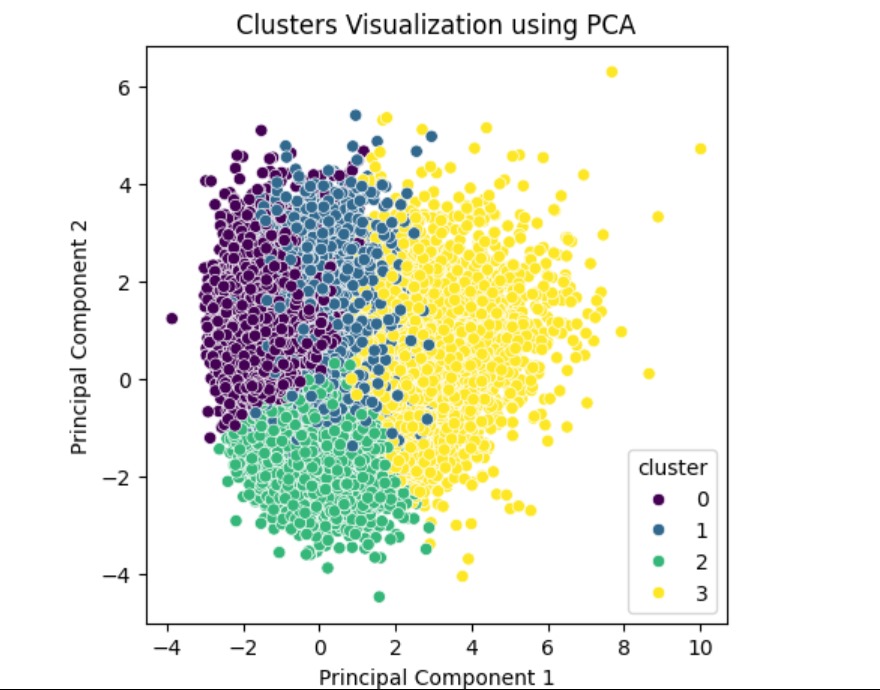 Clusters Visualization using PCA
6
4
2
0
−2
−4
Principal Component 2
cluster
0
1
2
3
−4 −2 0 2 4 6 8 10
Principal Component 1